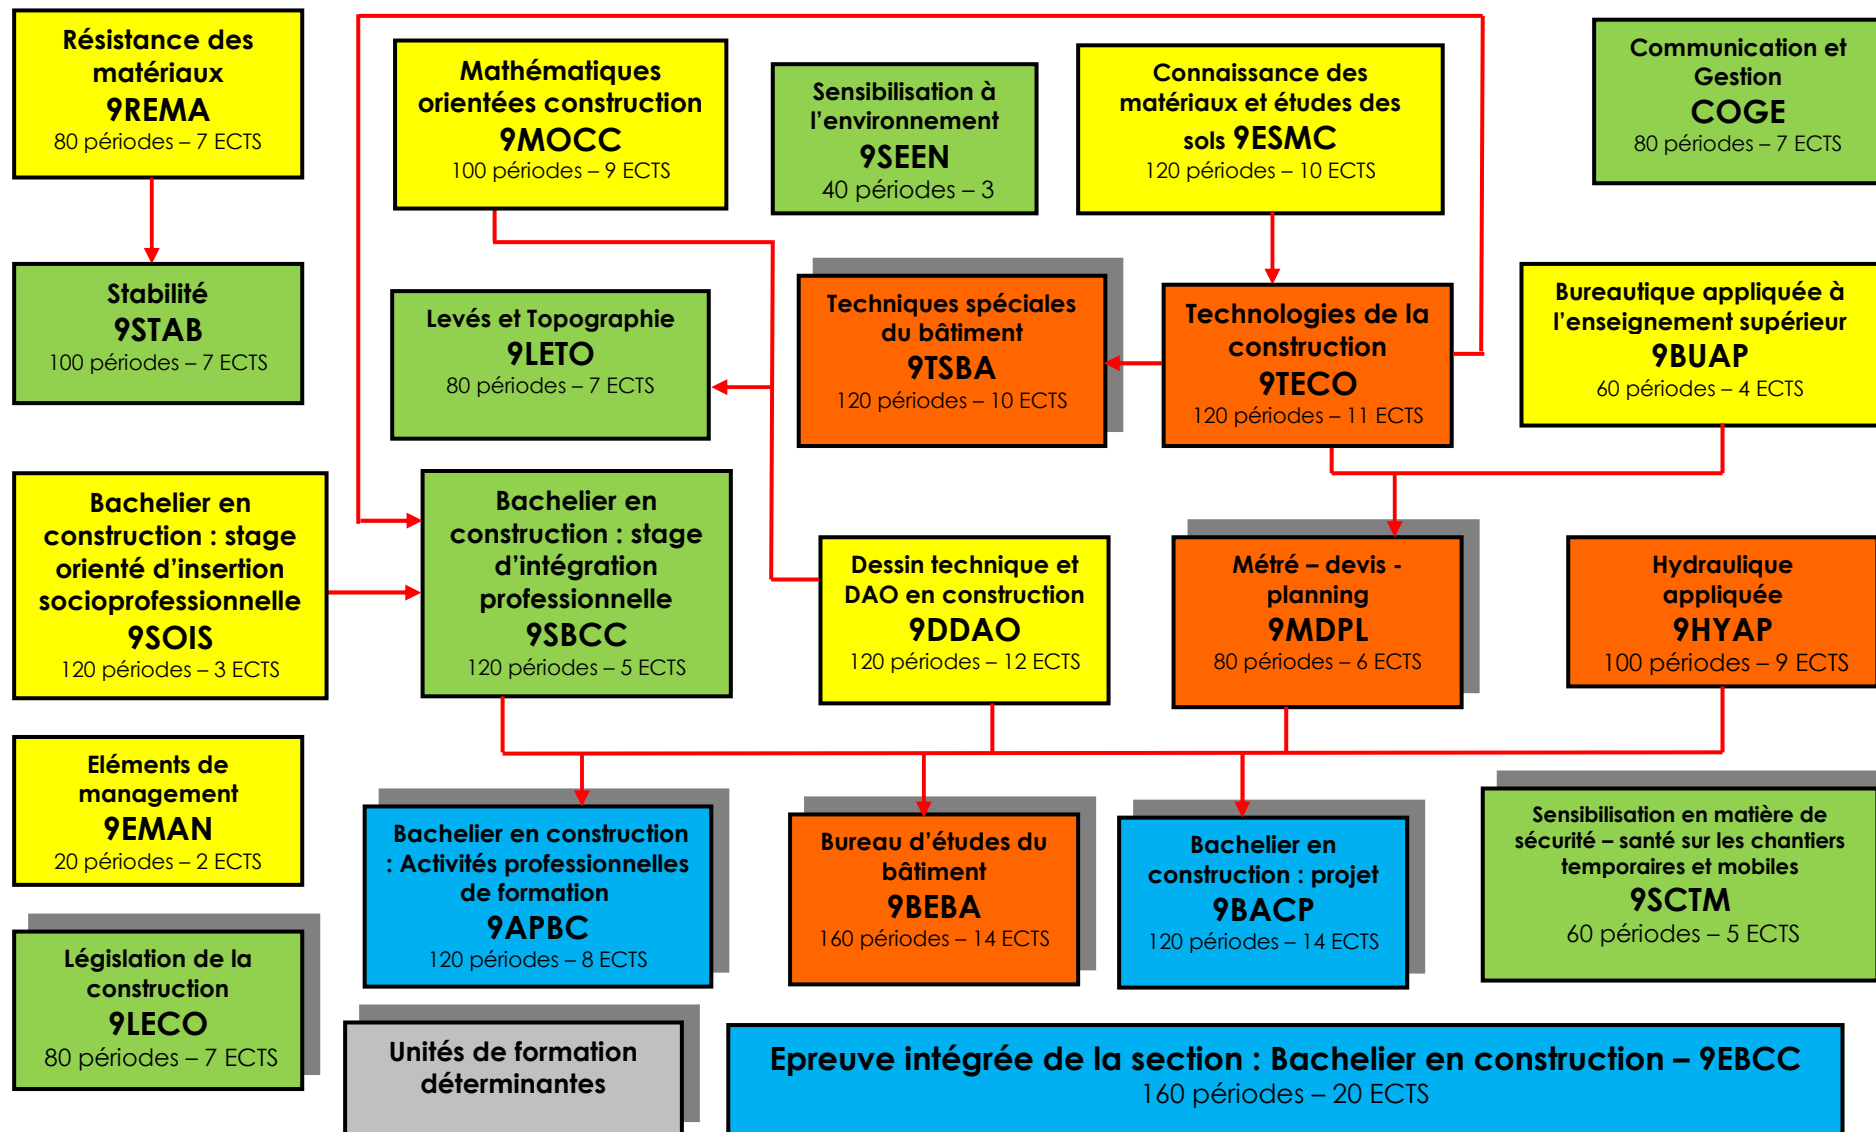 Résistance des
matériaux
9REMA
80 périodes – 7 ECTS
Mathématiques
orientées construction
9MOCC
100 périodes – 9 ECTS
Sensibilisation à
l’environnement
9SEEN
40 périodes – 3
Connaissance des
matériaux et études des
sols 9ESMC
120 périodes – 10 ECTS
Communication et
Gestion
COGE
80 périodes – 7 ECTS
Stabilité
9STAB
100 périodes – 7 ECTS
Levés et Topographie
9LETO
80 périodes – 7 ECTS
Techniques spéciales
du bâtiment
9TSBA
120 périodes – 10 ECTS
Technologies de la
construction
9TECO
120 périodes – 11 ECTS
Bureautique appliquée à
l’enseignement supérieur
9BUAP
60 périodes – 4 ECTS
Bachelier en
construction : stage
orienté d’insertion
socioprofessionnelle
9SOIS
120 périodes – 3 ECTS
Bachelier en
construction : stage
d’intégration
professionnelle
9SBCC
120 périodes – 5 ECTS
Dessin technique et
DAO en construction
9DDAO
120 périodes – 12 ECTS
Métré – devis -
planning
9MDPL
80 périodes – 6 ECTS
Hydraulique
appliquée
9HYAP
100 périodes – 9 ECTS
Eléments de
management
9EMAN
20 périodes – 2 ECTS
Bachelier en construction
: Activités professionnelles
de formation
9APBC
120 périodes – 8 ECTS
Bureau d’études du
bâtiment
9BEBA
160 périodes – 14 ECTS
Bachelier en
construction : projet
9BACP
120 périodes – 14 ECTS
Sensibilisation en matière de
sécurité – santé sur les chantiers
temporaires et mobiles
9SCTM
60 périodes – 5 ECTS
Législation de la
construction
9LECO
80 périodes – 7 ECTS
Unités de formation
déterminantes
Epreuve intégrée de la section : Bachelier en construction – 9EBCC
160 périodes – 20 ECTS